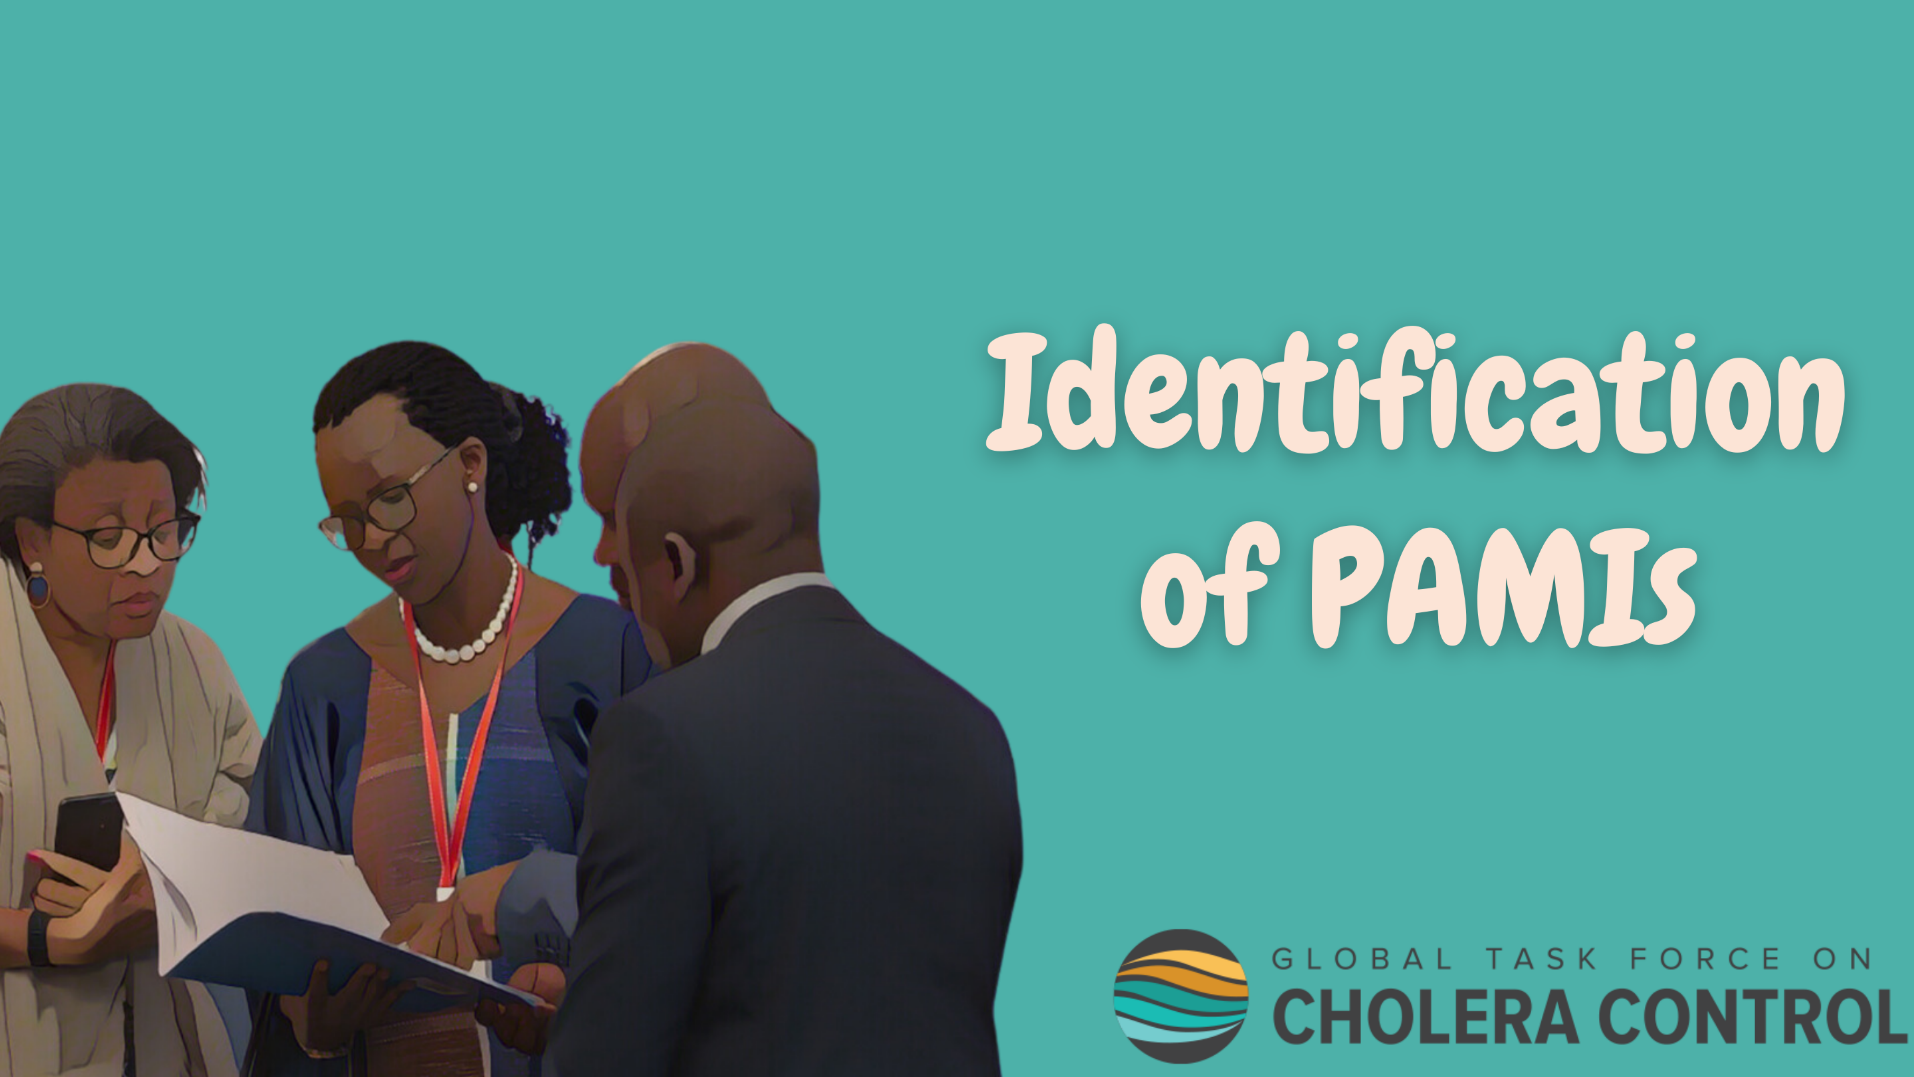 Identification
of PAMIs
GLOBAL TASK FORCE ON
CHOLERA CONTROL